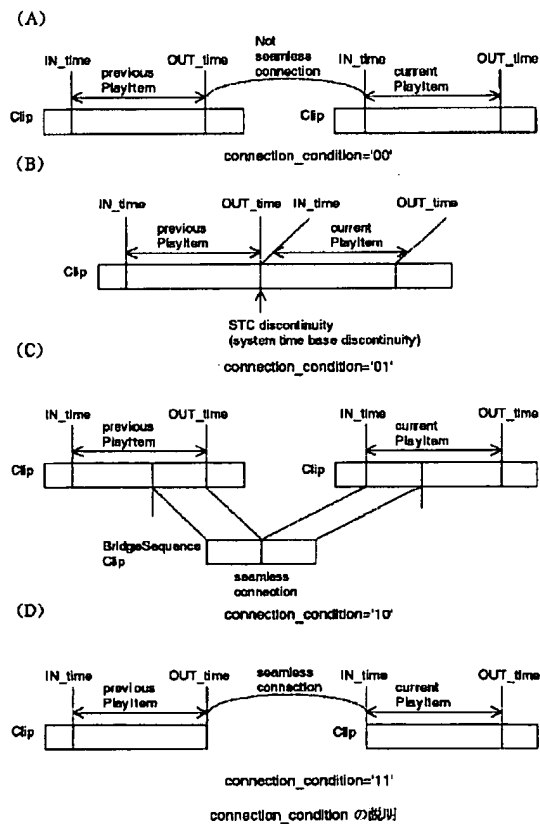 (A)
Not
seamless
connection
IN_time
previous
PlayItem
OUT_time
IN_time
current
PlayItem
OUT_time
Clip
Clip
connection_condition='00'
(B)
IN_time
previous
PlayItem
OUT_time
IN_time
current
PlayItem
OUT_time
Clip
STC discontinuity
(system time base discontinuity)
connection_condition='01'
(C)
IN_time
previous
PlayItem
OUT_time
IN_time
current
PlayItem
OUT_time
Clip
Clip
BridgeSequence
Clip
seamless
connection
connection_condition='10'
(D)
IN_time
previous
PlayItem
OUT_time
seamless
connection
IN_time
current
PlayItem
OUT_time
Clip
Clip
connection_condition='11'
connection_condition の説明